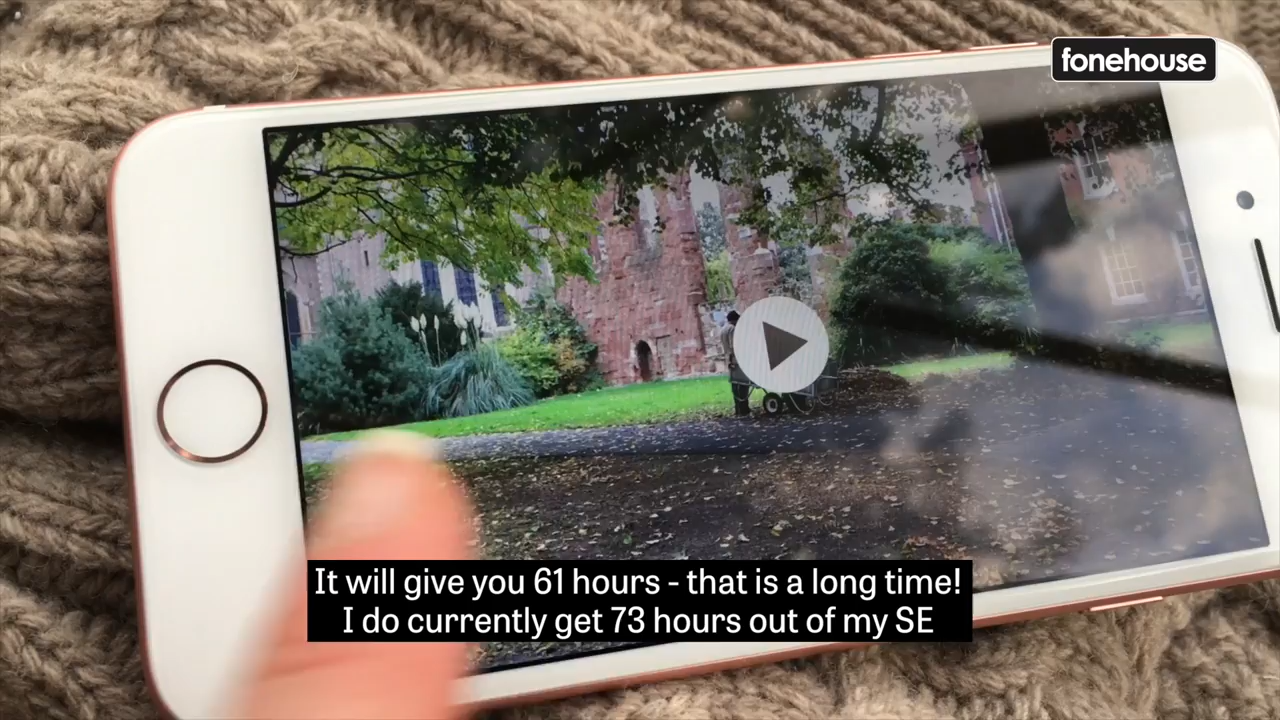 fonehouse
It will give you 61 hours - that is a long time!
I do currently get 73 hours out of my SE